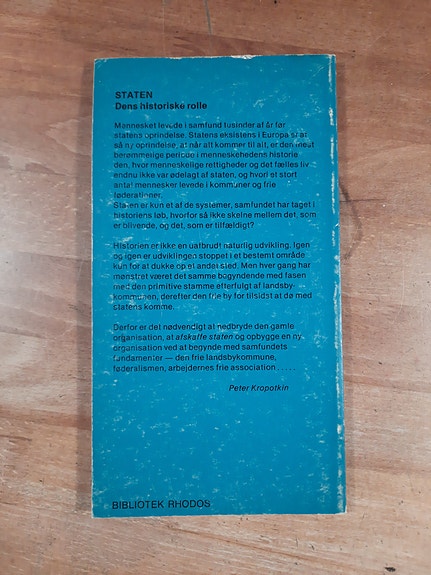 STATEN
Dens historiske rolle
Mennesket levede i samfund tusinder af år før
statens oprindelse. Statens eksistens i Europa er af
så ny oprindelse, at når alt kommer til alt, er den mest
berømmelige periode i menneskehedens historie
den, hvor menneskelige rettigheder og det fælles liv
endnu ikke var ødelagt af staten, og hvori et stort
antal mennesker levede i kommuner og frie
føderationer.
Staten er kun et af de systemer, samfundet har taget i
historiens løb, hvorfor så ikke skelne mellem det, som
er blivende, og det, som er tilfældigt?
Historien er ikke en uafbrudt naturlig udvikling. Igen
og igen er udviklingen stoppet i et bestemt område
kun for at dukke op et andet sted. Men hver gang har
mønstret været det samme begyndende med fasen
med den primitive stamme efterfulgt af landsby-
kommunen, derefter den frie by for tilsidst at dø med
statens komme.
Derfor er det nødvendigt at nedbryde den gamle
organisation, at afskaffe staten og opbygge en ny
organisation ved at begynde med samfundets
fundamenter — den frie landsbykommune,
føderalismen, arbejdernes frie association . . . . .
Peter Kropotkin
BIBLIOTEK RHODOS